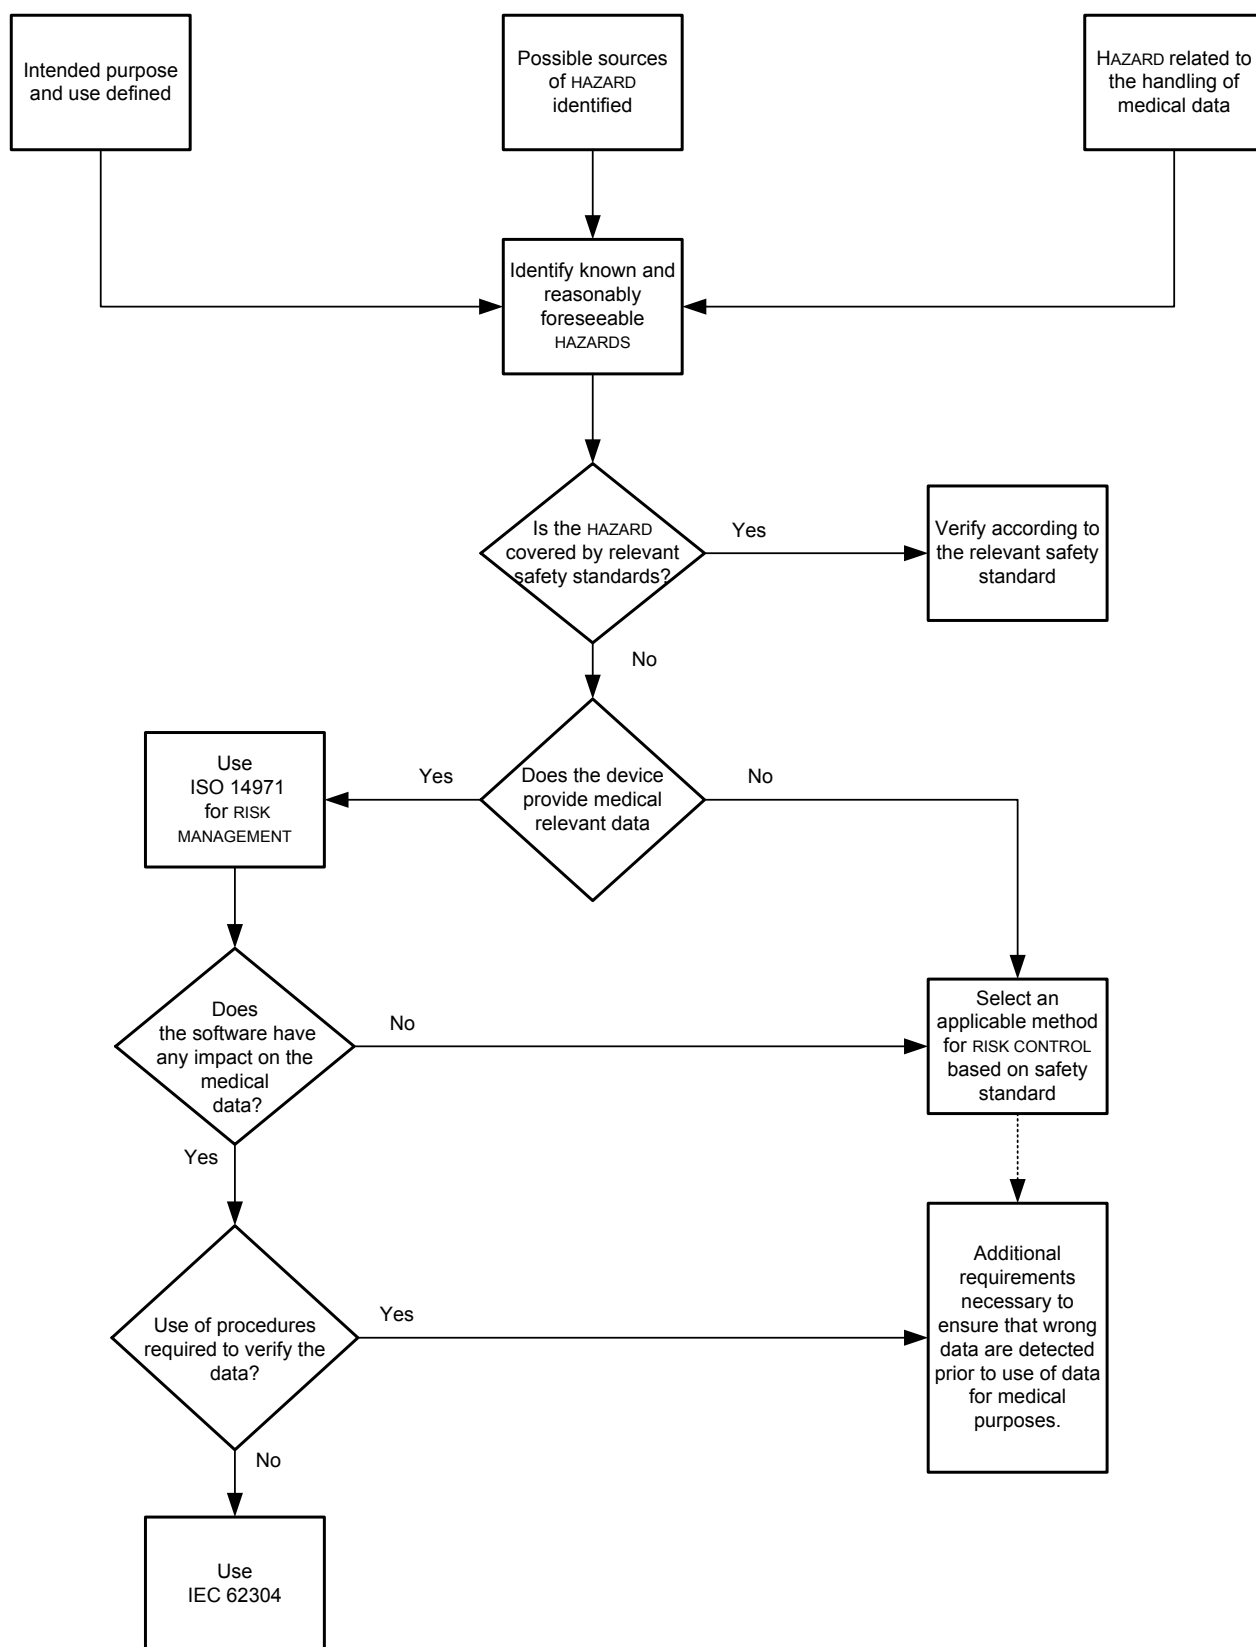 Intended purpose
and use defined
Possible sources
of HAZARD
identified
HAZARD related to
the handling of
medical data
Identify known and
reasonably
foreseeable
HAZARDS
Is the HAZARD
covered by relevant
safety standards?
Yes
Verify according to
the relevant safety
standard
No
Use
ISO 14971
for RISK
MANAGEMENT
Yes
Does the device
provide medical
relevant data
No
Does
the software have
any impact on the
medical
data?
No
Select an
applicable method
for RISK CONTROL
based on safety
standard
Yes
Use of procedures
required to verify the
data?
Yes
Additional
requirements
necessary to
ensure that wrong
data are detected
prior to use of data
for medical
purposes.
No
Use
IEC 62304